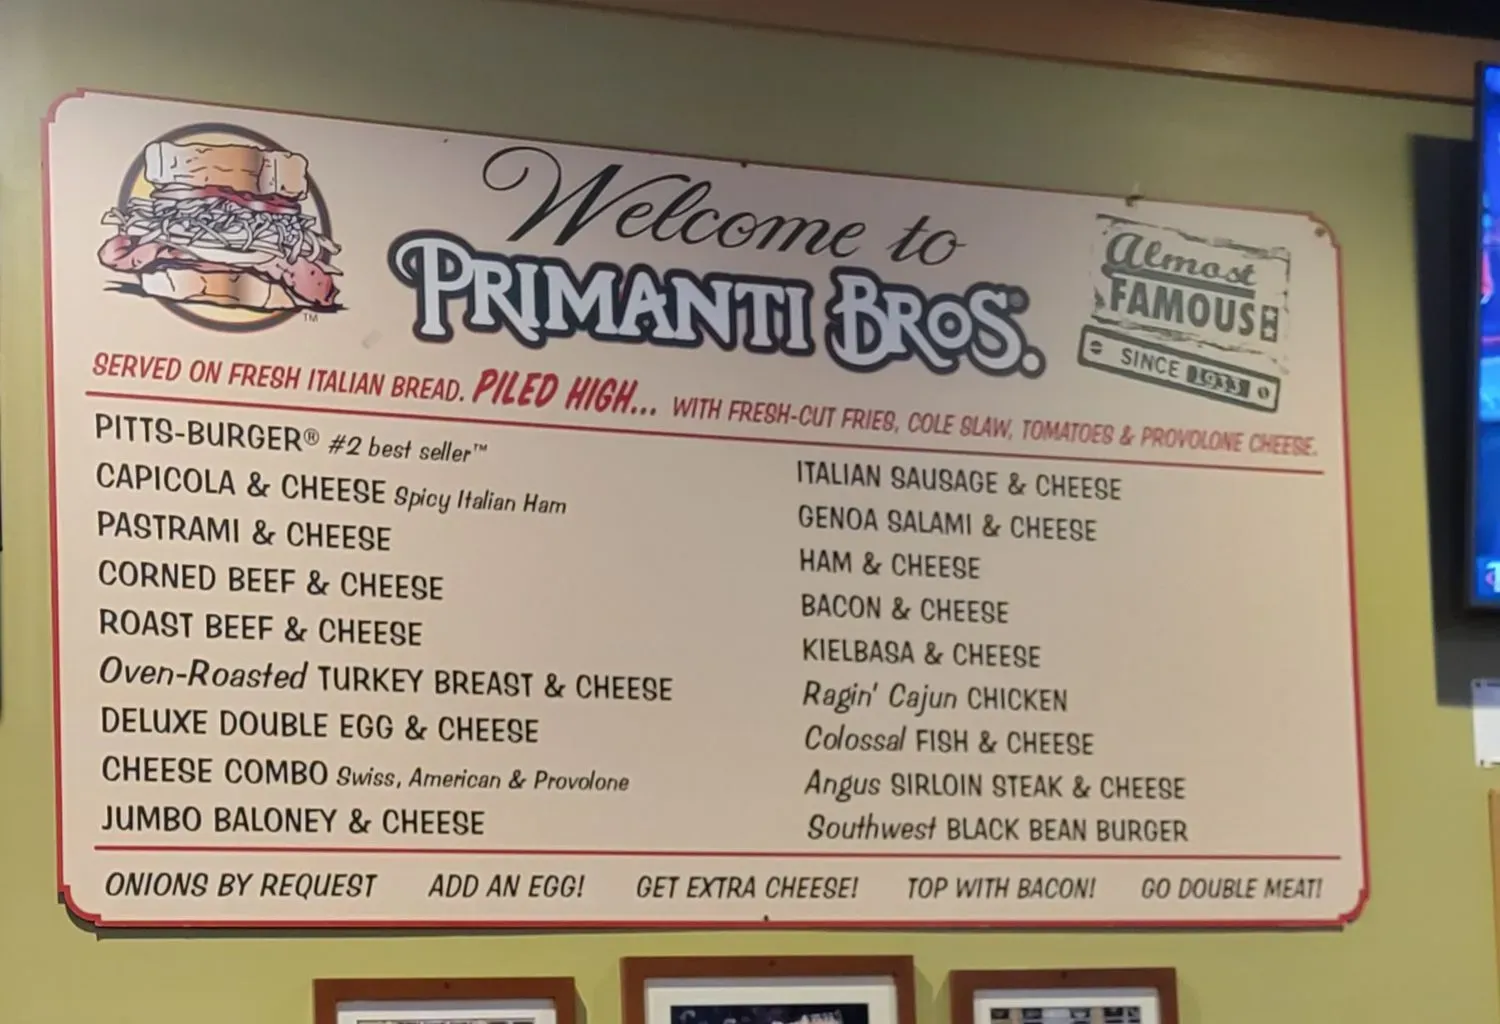 Welcome to
PRIMANTI BROS.®
Almost
FAMOUS
SINCE 1933
TM
SERVED ON FRESH ITALIAN BREAD. PILED HIGH... WITH FRESH-CUT FRIES, COLE SLAW, TOMATOES & PROVOLONE CHEESE.
PITTS-BURGER® #2 best seller™
CAPICOLA & CHEESE Spicy Italian Ham
PASTRAMI & CHEESE
CORNED BEEF & CHEESE
ROAST BEEF & CHEESE
Oven-Roasted TURKEY BREAST & CHEESE
DELUXE DOUBLE EGG & CHEESE
CHEESE COMBO Swiss, American & Provolone
JUMBO BALONEY & CHEESE
ITALIAN SAUSAGE & CHEESE
GENOA SALAMI & CHEESE
HAM & CHEESE
BACON & CHEESE
KIELBASA & CHEESE
Ragin' Cajun CHICKEN
Colossal FISH & CHEESE
Angus SIRLOIN STEAK & CHEESE
Southwest BLACK BEAN BURGER
ONIONS BY REQUEST ADD AN EGG! GET EXTRA CHEESE! TOP WITH BACON! GO DOUBLE MEAT!